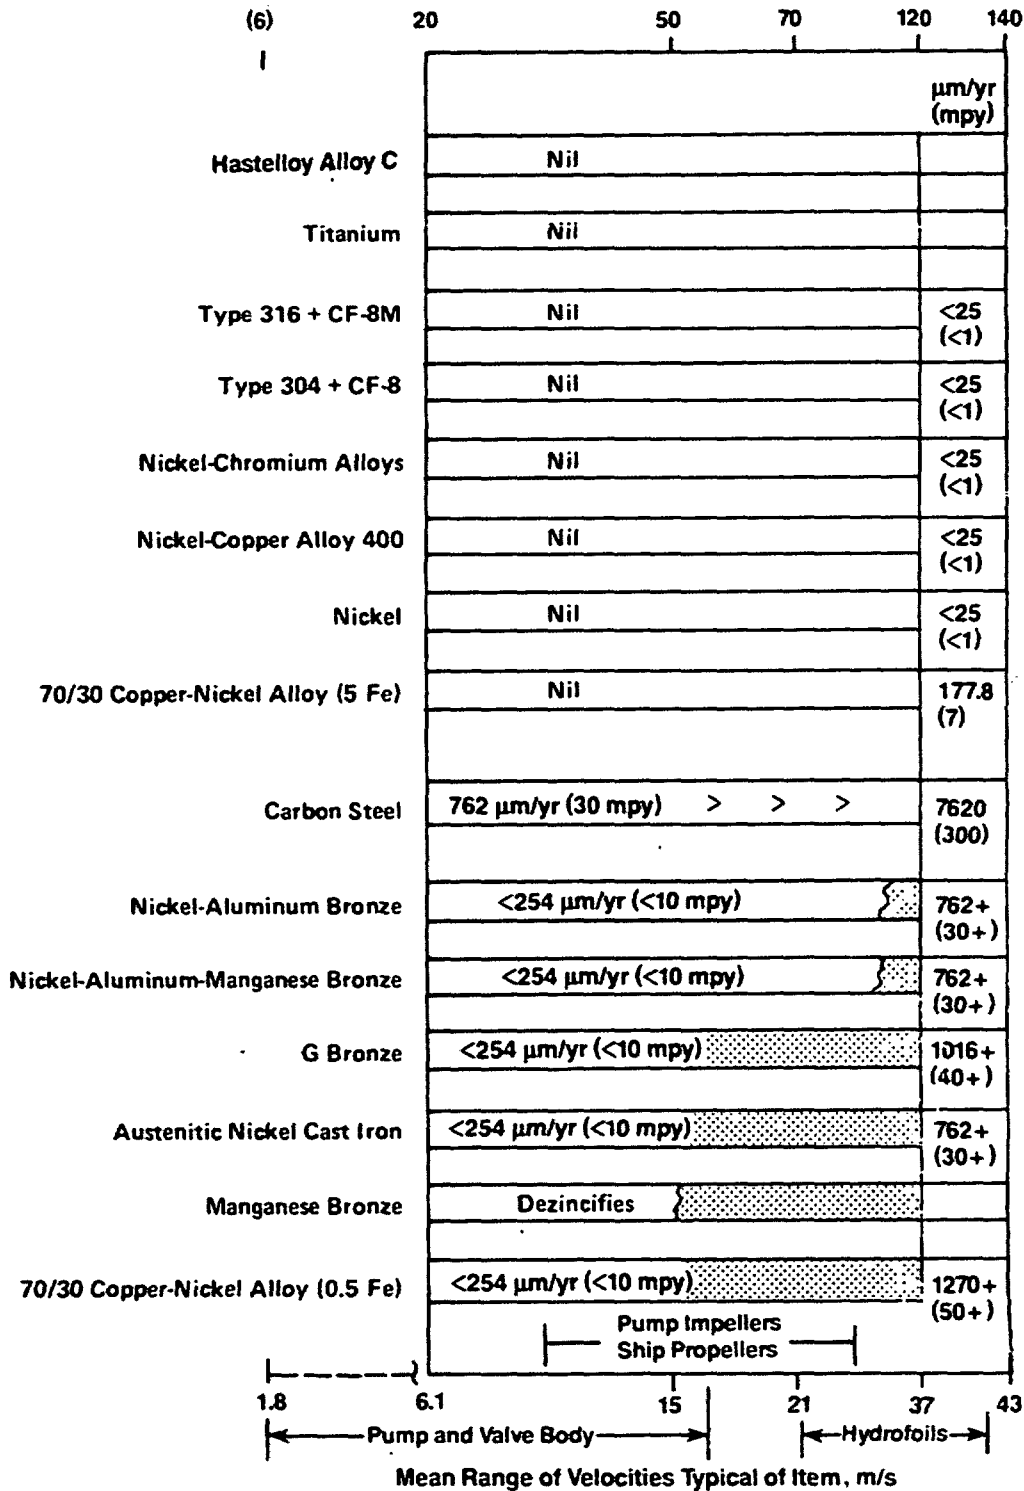 (6) 20 50 70 120 140
μm/yr
(mpy)
Hastelloy Alloy C Nil
Titanium Nil
Type 316 + CF-8M Nil <25
(<1)
Type 304 + CF-8 Nil <25
(<1)
Nickel-Chromium Alloys Nil <25
(<1)
Nickel-Copper Alloy 400 Nil <25
(<1)
Nickel Nil <25
(<1)
70/30 Copper-Nickel Alloy (5 Fe) Nil 177.8
(7)
Carbon Steel 762 μm/yr (30 mpy) > > > 7620
(300)
Nickel-Aluminum Bronze <254 μm/yr (<10 mpy) 762+
(30+)
Nickel-Aluminum-Manganese Bronze <254 μm/yr (<10 mpy) 762+
(30+)
G Bronze <254 μm/yr (<10 mpy) 1016+
(40+)
Austenitic Nickel Cast Iron <254 μm/yr (<10 mpy) 762+
(30+)
Manganese Bronze Dezincifies
70/30 Copper-Nickel Alloy (0.5 Fe) <254 μm/yr (<10 mpy) 1270+
(50+)
Pump Impellers
Ship Propellers
1.8 6.1 15 21 37 43
Pump and Valve Body Hydrofoils
Mean Range of Velocities Typical of Item, m/s